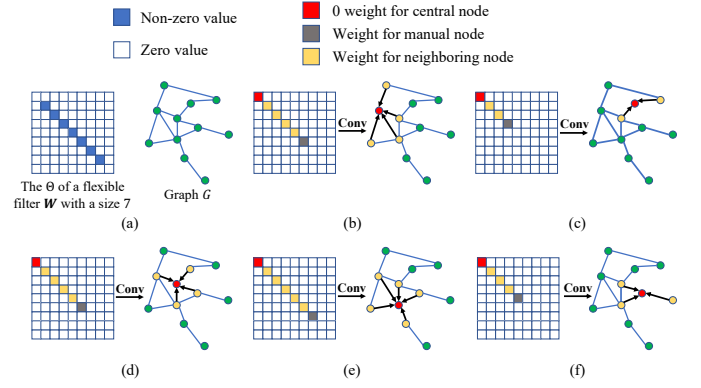 Non-zero value
Zero value
0 weight for central node
Weight for manual node
Weight for neighboring node
The Θ of a flexible
filter W with a size 7
Graph G
(a)
Conv
(b)
Conv
(c)
Conv
(d)
Conv
(e)
Conv
(f)